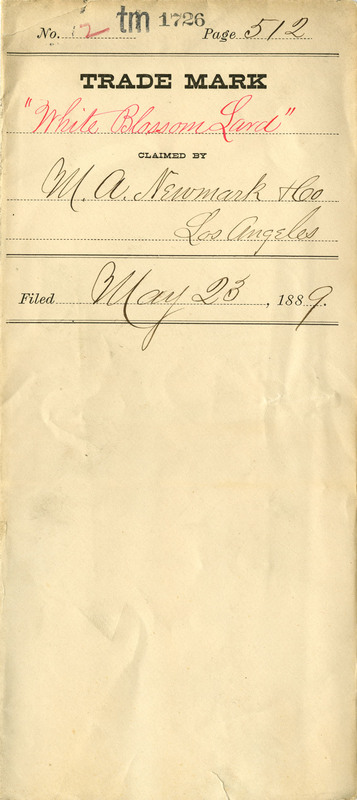 No. 2 tm 1726 Page 512
TRADE MARK
"White Blossom Lard"
CLAIMED BY
M. A. Newmark & Co
Los Angeles
Filed May 23, 1889.